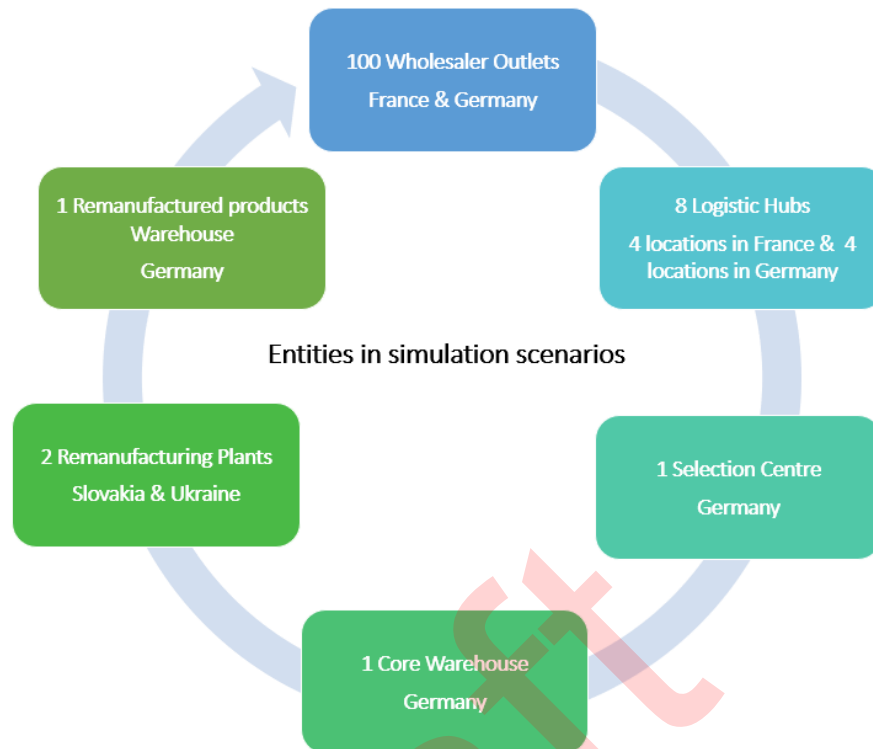 100 Wholesaler Outlets
France & Germany
1 Remanufactured products
Warehouse
Germany
8 Logistic Hubs
4 locations in France & 4
locations in Germany
Entities in simulation scenarios
2 Remanufacturing Plants
Slovakia & Ukraine
1 Selection Centre
Germany
1 Core Warehouse
Germany
ft